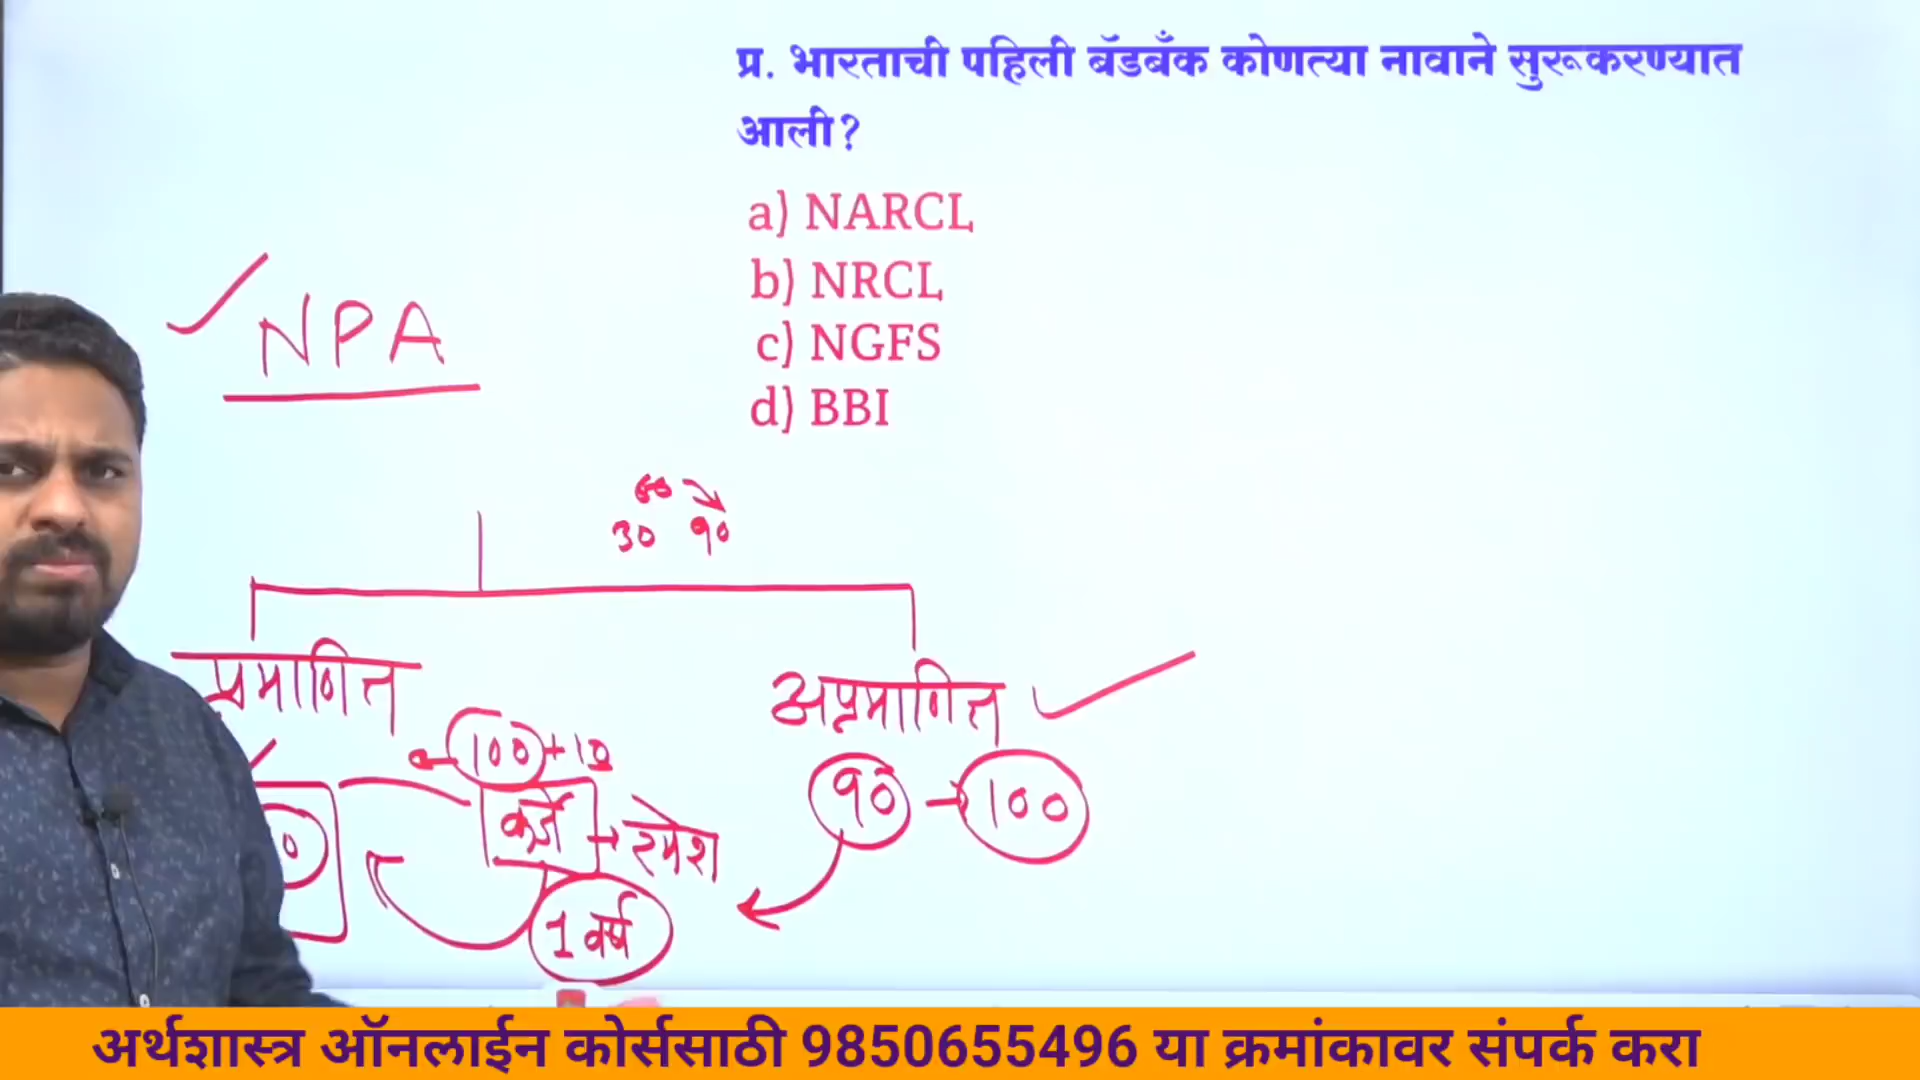 प्र. भारताची पहिली बॅडबँक कोणत्या नावाने सुरूकरण्यात
आली?
a) NARCL
b) NRCL
c) NGFS
d) BBI
NPA
30 90
प्रमाणित
अप्रमाणित
100+10
कर्ज → रमेश
90 → 100
1 वर्ष
अर्थशास्त्र ऑनलाईन कोर्ससाठी 9850655496 या क्रमांकावर संपर्क करा